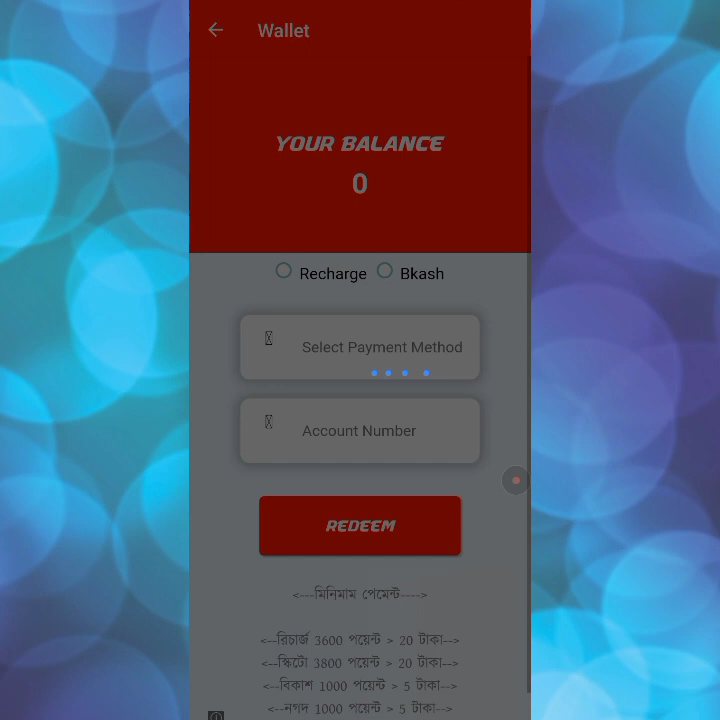 Wallet
YOUR BALANCE
0
Recharge Bkash
Select Payment Method
Account Number
REDEEM
<---মিনিমাম পেমেন্ট---->
<--রিচার্জ 3600 পয়েন্ট > 20 টাকা-->
<--স্কিটো 3800 পয়েন্ট > 20 টাকা-->
<--বিকাশ 1000 পয়েন্ট > 5 টাকা-->
<--নগদ 1000 পয়েন্ট > 5 টাকা-->